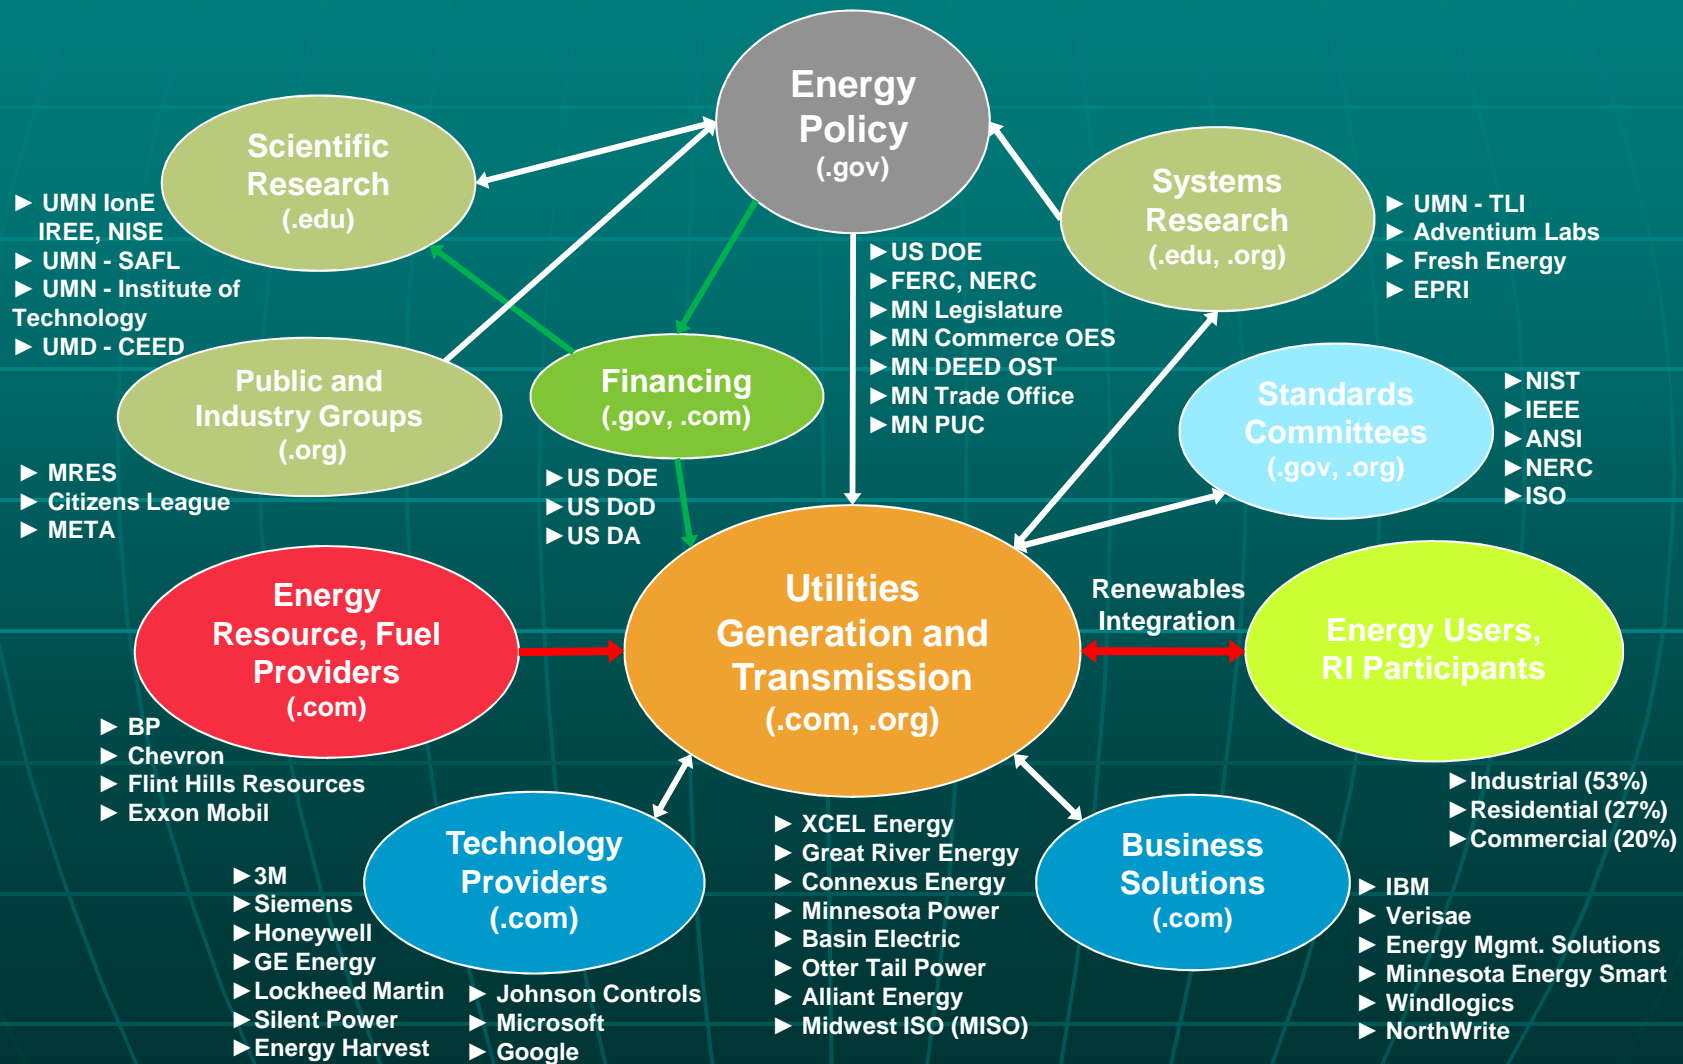 Energy
Policy
(.gov)
Scientific
Research
(.edu)
► UMN IonE
IREE, NISE
► UMN - SAFL
► UMN - Institute of
Technology
► UMD - CEED
Systems
Research
(.edu, .org)
► UMN - TLI
► Adventium Labs
► Fresh Energy
► EPRI
►US DOE
►FERC, NERC
►MN Legislature
►MN Commerce OES
►MN DEED OST
►MN Trade Office
►MN PUC
Public and
Industry Groups
(.org)
► MRES
► Citizens League
► META
Financing
(.gov, .com)
►US DOE
►US DoD
►US DA
Standards
Committees
(.gov, .org)
►NIST
►IEEE
►ANSI
►NERC
►ISO
Energy
Resource, Fuel
Providers
(.com)
► BP
► Chevron
► Flint Hills Resources
► Exxon Mobil
Utilities
Generation and
Transmission
(.com, .org)
Renewables
Integration
Energy Users,
RI Participants
►Industrial (53%)
►Residential (27%)
►Commercial (20%)
Technology
Providers
(.com)
►3M
►Siemens
►Honeywell
►GE Energy
►Lockheed Martin
►Silent Power
►Energy Harvest
► Johnson Controls
► Microsoft
► Google
► XCEL Energy
► Great River Energy
► Connexus Energy
► Minnesota Power
► Basin Electric
► Otter Tail Power
► Alliant Energy
► Midwest ISO (MISO)
Business
Solutions
(.com)
► IBM
► Verisae
► Energy Mgmt. Solutions
► Minnesota Energy Smart
► Windlogics
► NorthWrite